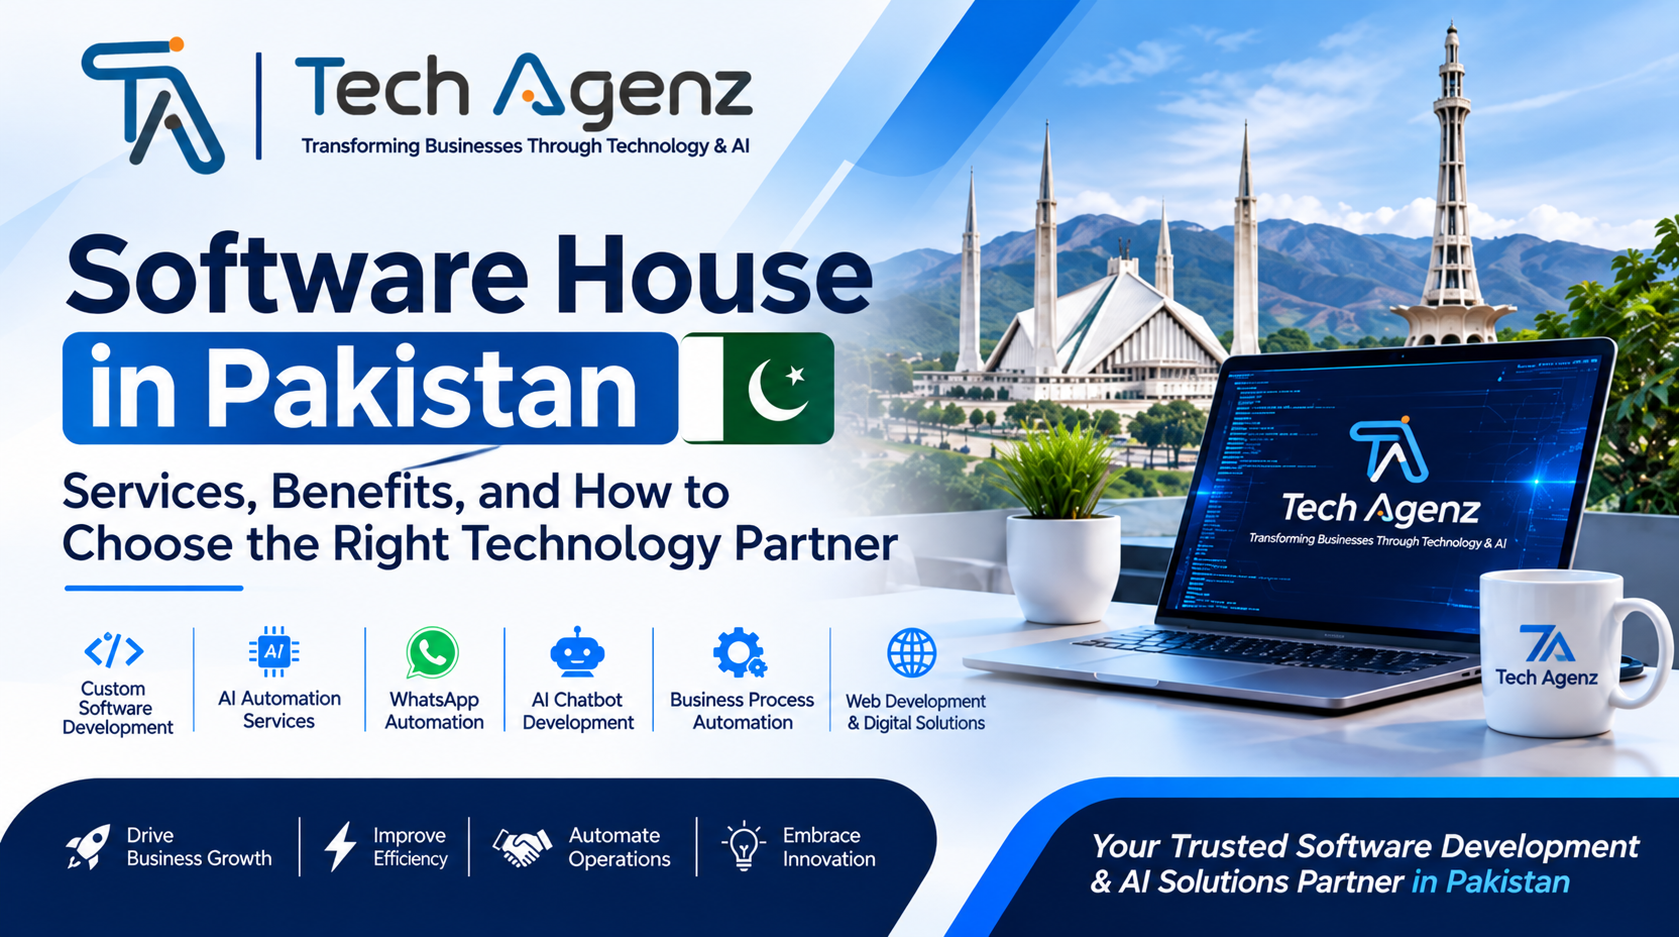 Tech Agenz
Transforming Businesses Through Technology & AI
Software House
in Pakistan
Services, Benefits, and How to
Choose the Right Technology Partner
Custom
Software
Development
AI
AI Automation
Services
WhatsApp
Automation
AI Chatbot
Development
Business Process
Automation
Web Development
& Digital Solutions
Tech Agenz
Transforming Businesses Through Technology & AI
TA
Tech Agenz
Drive
Business Growth
Improve
Efficiency
Automate
Operations
Embrace
Innovation
Your Trusted Software Development
& AI Solutions Partner in Pakistan